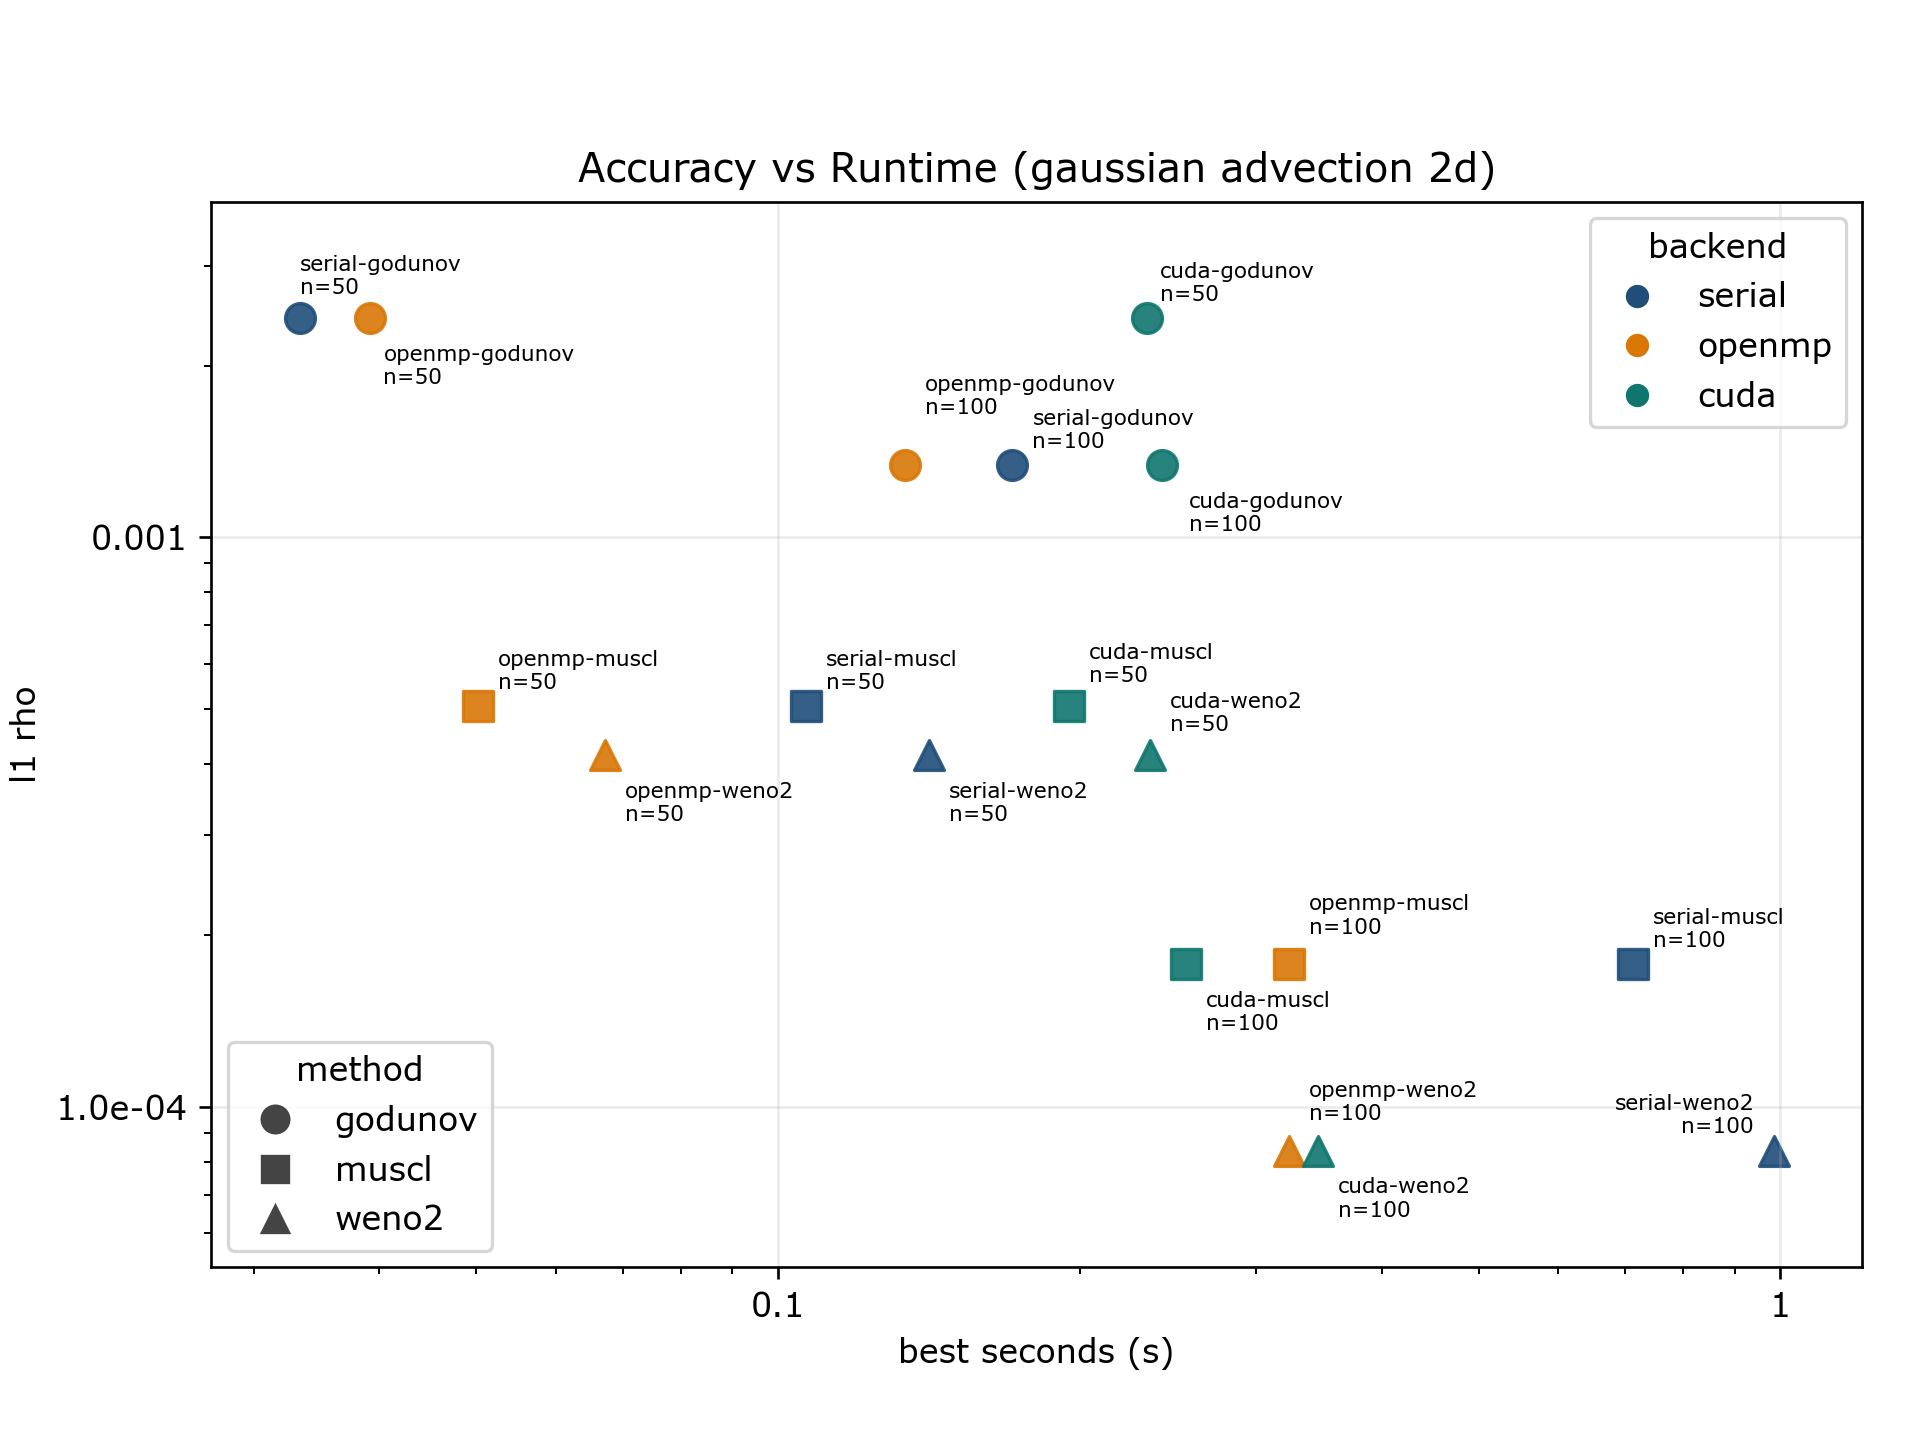 Accuracy vs Runtime (gaussian advection 2d)
serial-godunov
n=50
openmp-godunov
n=50
cuda-godunov
n=50
openmp-godunov
n=100
serial-godunov
n=100
cuda-godunov
n=100
backend
serial
openmp
cuda
0.001
l1 rho
openmp-muscl
n=50
serial-muscl
n=50
cuda-muscl
n=50
cuda-weno2
n=50
openmp-weno2
n=50
serial-weno2
n=50
openmp-muscl
n=100
serial-muscl
n=100
cuda-muscl
n=100
1.0e-04
openmp-weno2
n=100
serial-weno2
n=100
cuda-weno2
n=100
method
godunov
muscl
weno2
0.1
1
best seconds (s)